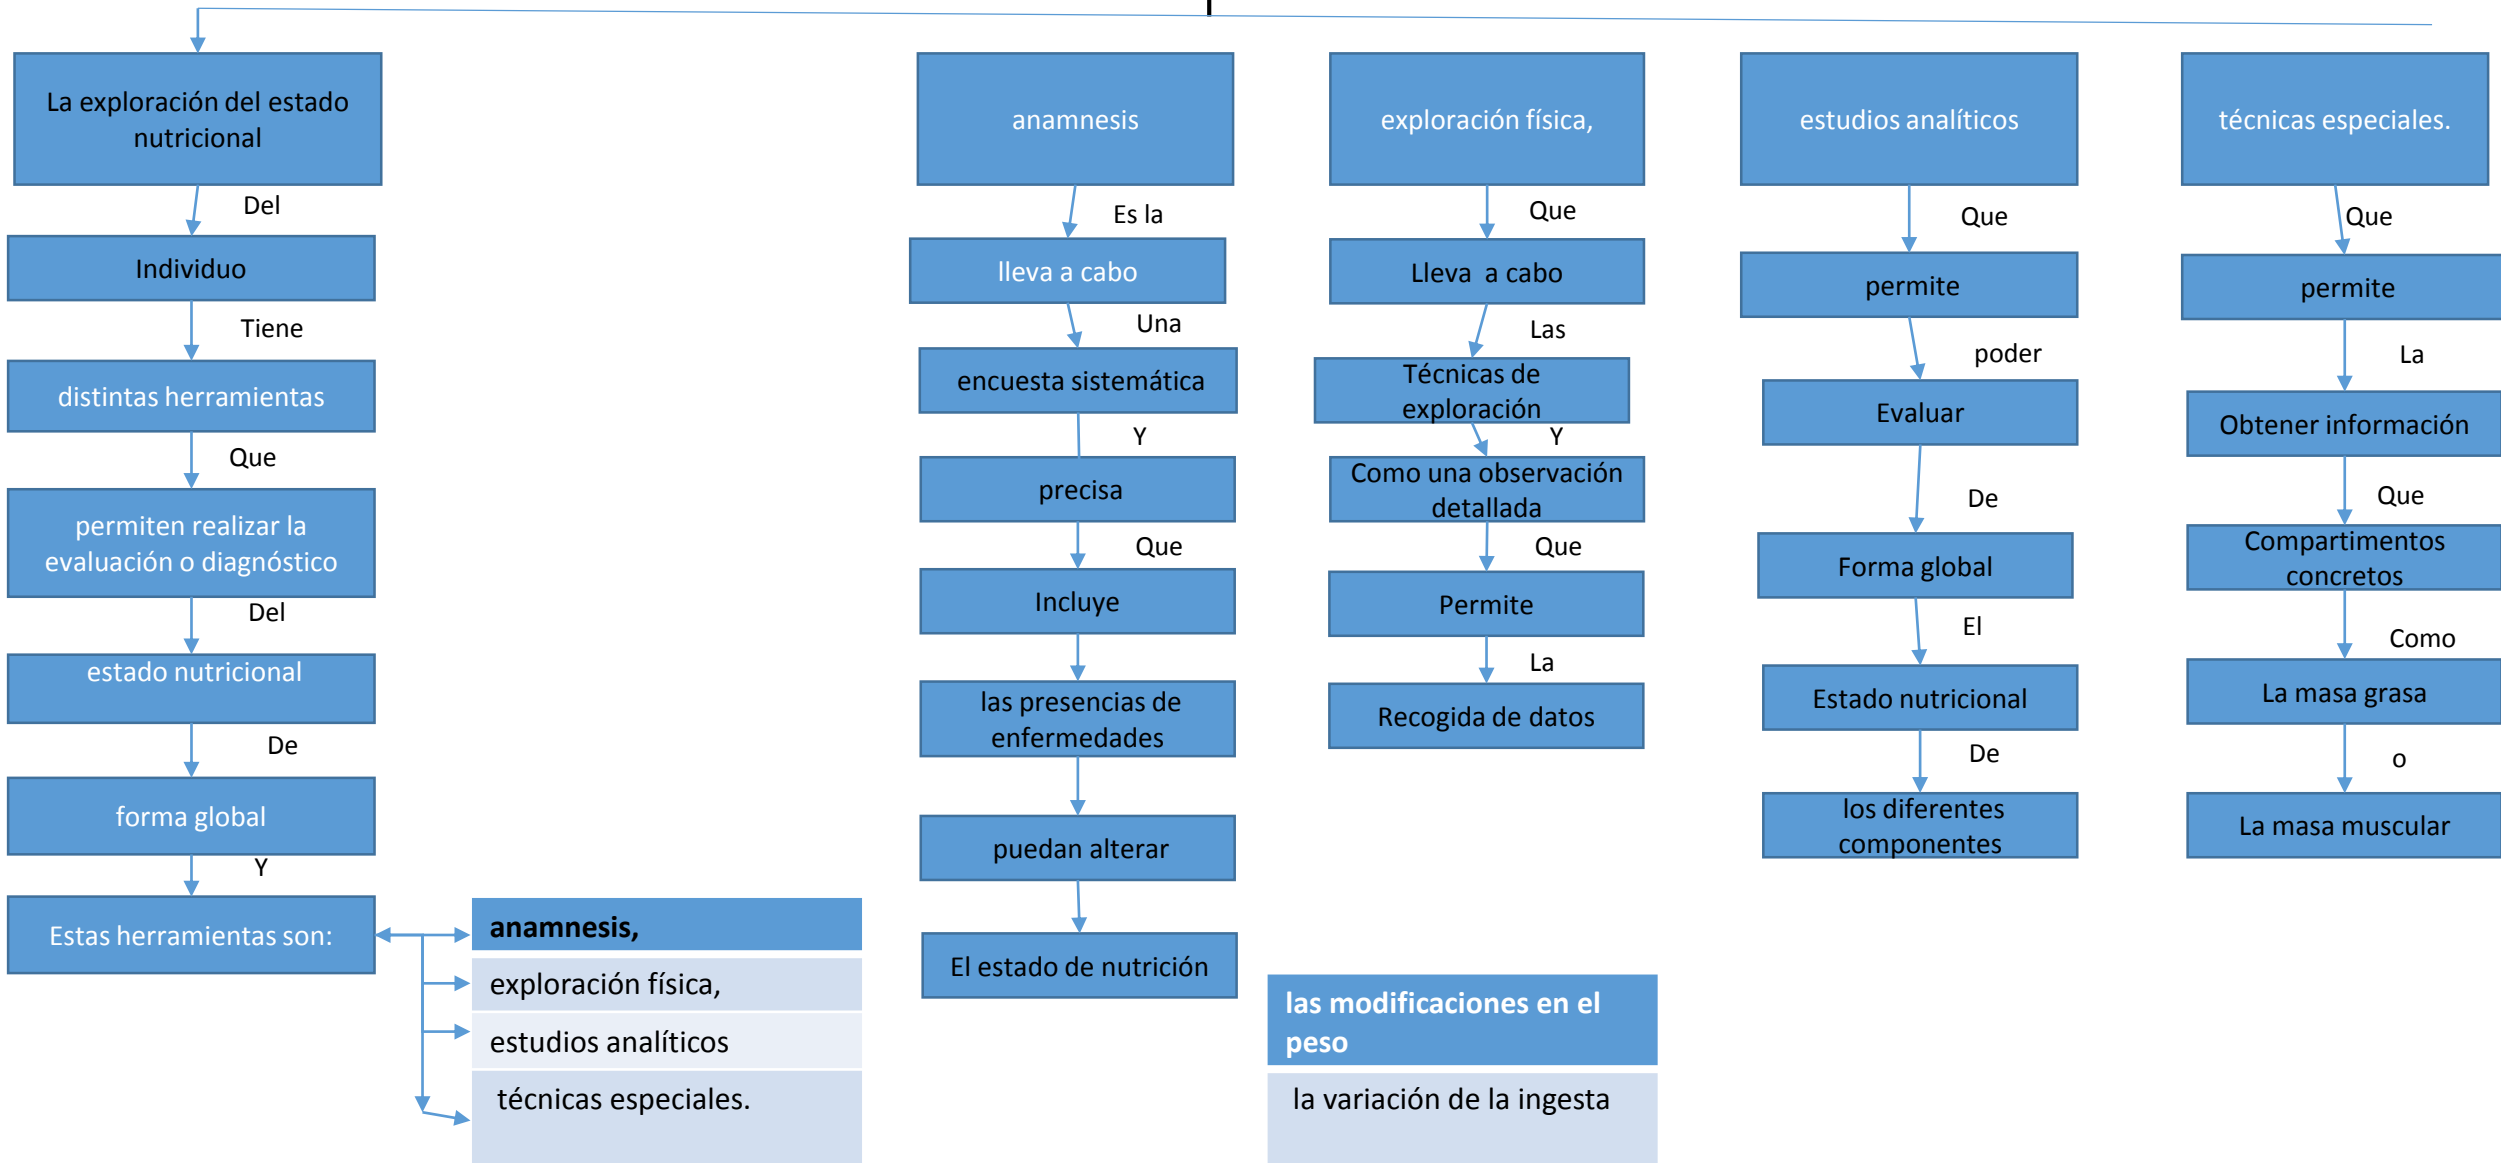 La exploración del estado
nutricional
Del
Individuo
Tiene
distintas herramientas
Que
permiten realizar la
evaluación o diagnóstico
Del
estado nutricional
De
forma global
Y
Estas herramientas son:
anamnesis,
exploración física,
estudios analíticos
técnicas especiales.
anamnesis
Es la
lleva a cabo
Una
encuesta sistemática
Y
precisa
Que
Incluye
las presencias de
enfermedades
puedan alterar
El estado de nutrición
exploración física,
Que
Lleva a cabo
Las
Técnicas de
exploración
Y
Como una observación
detallada
Que
Permite
La
Recogida de datos
las modificaciones en el
peso
la variación de la ingesta
estudios analíticos
Que
permite
poder
Evaluar
De
Forma global
El
Estado nutricional
De
los diferentes
componentes
técnicas especiales.
Que
permite
La
Obtener información
Que
Compartimentos
concretos
Como
La masa grasa
o
La masa muscular